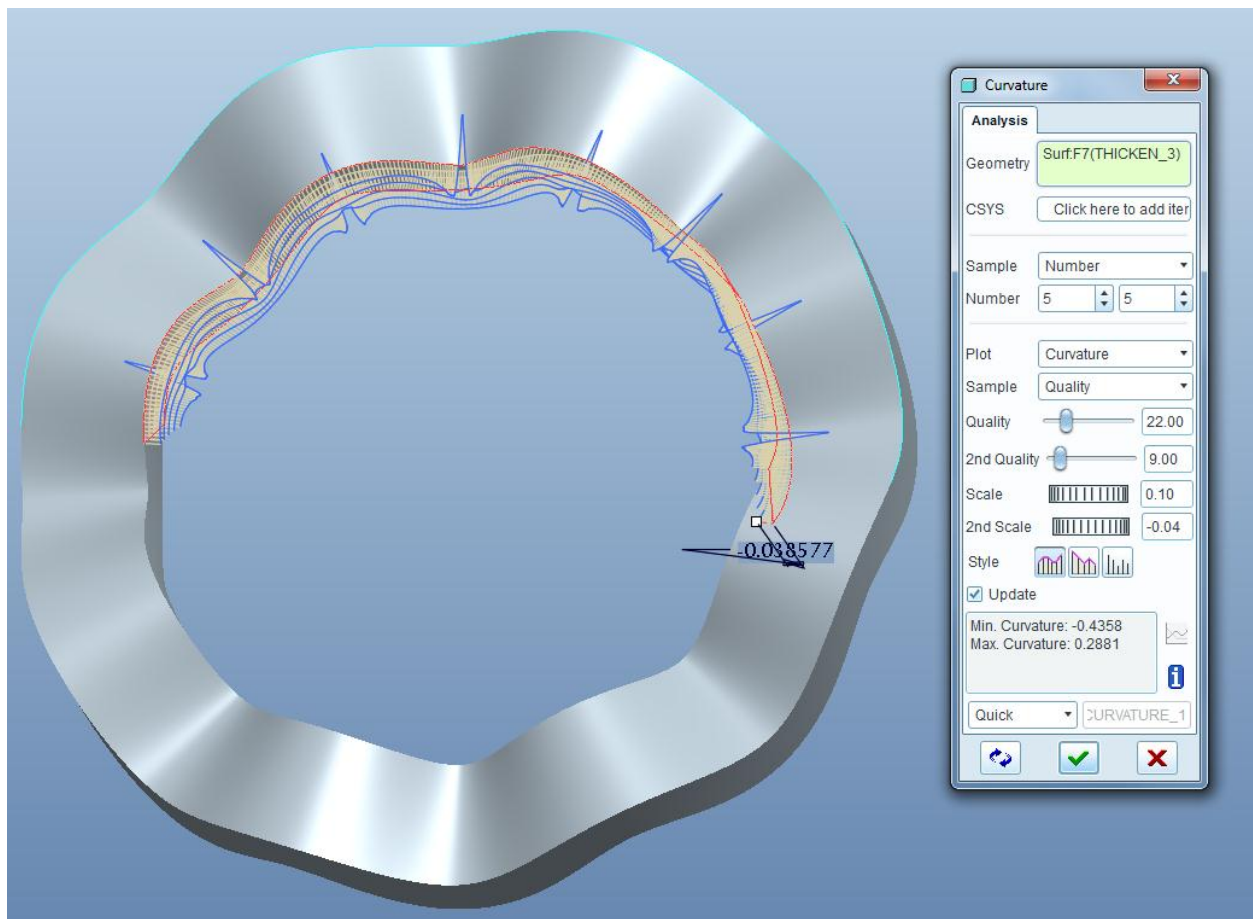 Curvature
Analysis
Geometry
Surf:F7(THICKEN_3)
CSYS
Click here to add iter
Sample
Number
Number
5
5
Plot
Curvature
Sample
Quality
Quality
22.00
2nd Quality
9.00
Scale
0.10
2nd Scale
-0.04
Style
Update
Min. Curvature: -0.4358
Max. Curvature: 0.2881
Quick
CURVATURE_1
-0.038577